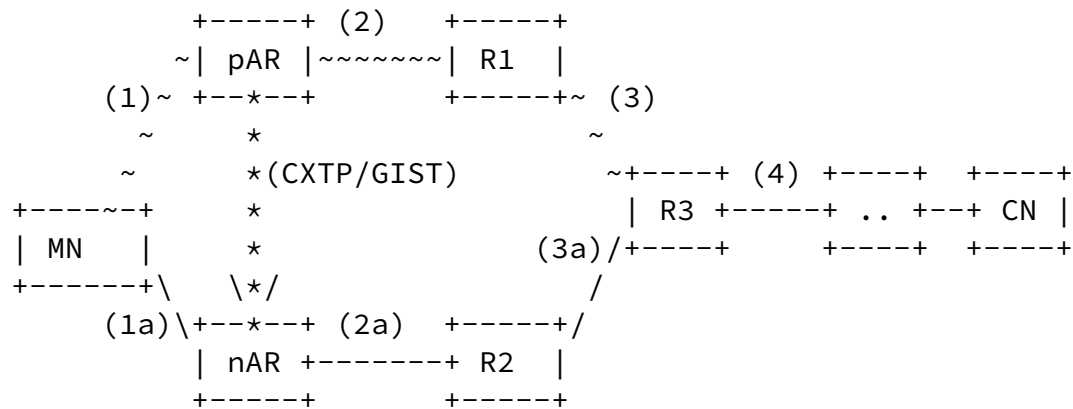 (2)
pAR R1
(1) (3)
(CXTP/GIST) (4)
R3 .. CN
MN (3a)
(1a) (2a)
nAR R2